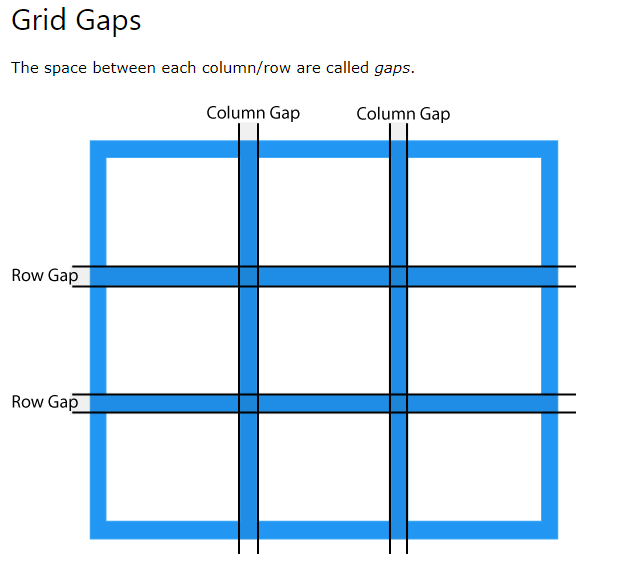 Grid Gaps
The space between each column/row are called gaps.
Column Gap Column Gap
Row Gap
Row Gap